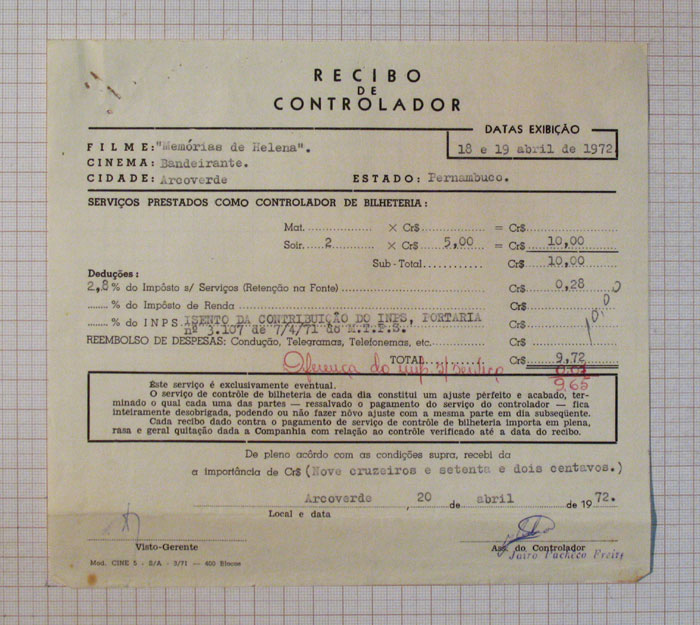 RECIBO
DE
CONTROLADOR
DATAS EXIBIÇÃO
18 e 19 abril de 1972
FILME: "Memórias de Helena".
CINEMA: Bandeirante.
CIDADE: Arcoverde ESTADO: Pernambuco.
SERVIÇOS PRESTADOS COMO CONTROLADOR DE BILHETERIA:
Mat. × Cr$ = Cr$
Soir. 2 × Cr$ 5,00 = Cr$ 10,00
Sub-Total Cr$ 10,00
Deduções:
2,8 % do Impôsto s/ Serviços (Retenção na Fonte) Cr$ 0,28
% do Impôsto de Renda Cr$
% do INPS ISENTO DA CONTRIBUIÇÃO DO INPS, PORTARIA Cr$
nº 3.107 de 7/4/71 do M.T.P.S.
REEMBOLSO DE DESPESAS: Condução, Telegramas, Telefonemas, etc. Cr$
TOTAL Cr$ 9,72
do imp s/ serviço
9,65
Êste serviço é exclusivamente eventual.
O serviço de contrôle de bilheteria de cada dia constitui um ajuste pérfeito e acabado, ter-
minado o qual cada uma das partes — ressalvado o pagamento do serviço do controlador — fica
inteiramente desobrigada, podendo ou não fazer nôvo ajuste com a mesma parte em dia subseqüente.
Cada recibo dado contra o pagamento de serviço de contrôle de bilheteria importa em plena,
rasa e geral quitação dada a Companhia com relação ao contrôle verificado até a data do recibo.
De pleno acôrdo com as condições supra, recebi da
a importância de Cr$ (Nove cruzeiros e setenta e dois centavos.)
Arcoverde , 20 de abril de 1972.
Local e data
Visto-Gerente
Ass. do Controlador
Jairo Pacheco Freire
Mod. CINE 5 - S/A - 3/71 — 400 Blocos